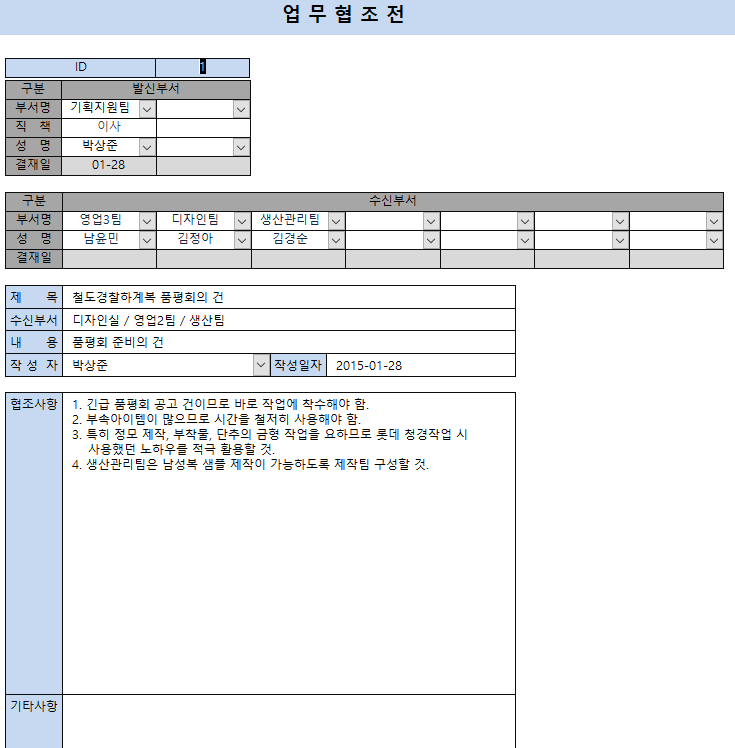 업 무 협 조 전
ID 1
구분 발신부서
부서명 기획지원팀
직 책 이사
성 명 박상준
결재일 01-28
구분 수신부서
부서명 영업3팀 디자인팀 생산관리팀
성 명 남윤민 김정아 김경순
결재일
제 목 철도경찰하계복 품평회의 건
수신부서 디자인실 / 영업2팀 / 생산팀
내 용 품평회 준비의 건
작 성 자 박상준 작성일자 2015-01-28
협조사항 1. 긴급 품평회 공고 건이므로 바로 작업에 착수해야 함.
2. 부속아이템이 많으므로 시간을 철저히 사용해야 함.
3. 특히 정모 제작, 부착물, 단추의 금형 작업을 요하므로 롯데 청경작업 시
사용했던 노하우를 적극 활용할 것.
4. 생산관리팀은 남성복 샘플 제작이 가능하도록 제작팀 구성할 것.
기타사항